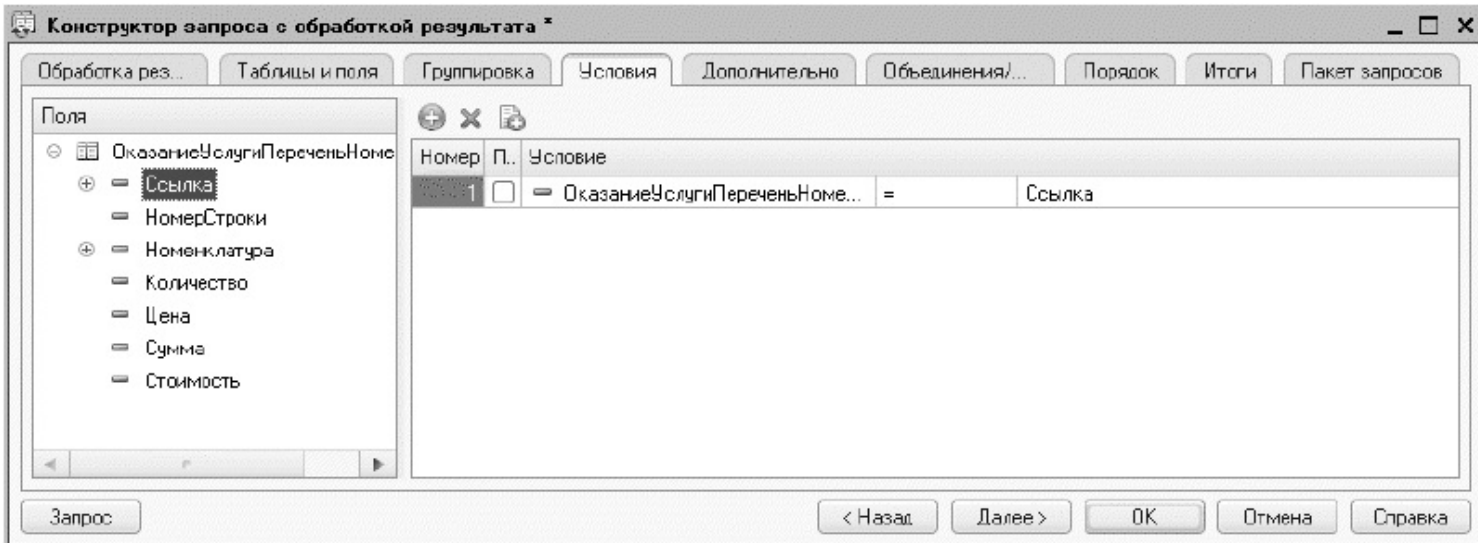 Конструктор запроса с обработкой результата *
Обработка рез... Таблицы и поля Группировка Условия Дополнительно Объединения/... Порядок Итоги Пакет запросов
Поля
ОказаниеУслугиПереченьНоме
Ссылка
НомерСтроки
Номенклатура
Количество
Цена
Сумма
Стоимость
Номер П.. Условие
1 ОказаниеУслугиПереченьНоме... = Ссылка
Запрос < Назад Далее > ОК Отмена Справка